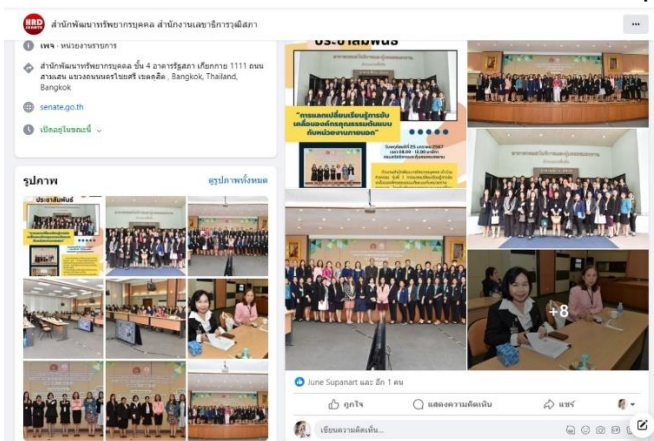 HRD
สำนักพัฒนาทรัพยากรบุคคล สำนักงานเลขาธิการวุฒิสภา
เพจ · หน่วยงานราชการ
สำนักพัฒนาทรัพยากรบุคคล ชั้น 4 อาคารรัฐสภา เกียกกาย 1111 ถนน
สามเสน แขวงถนนนครไชยศรี เขตดุสิต , Bangkok, Thailand,
Bangkok
senate.go.th
เปิดอยู่ในขณะนี้
รูปภาพ
ดูรูปภาพทั้งหมด
ประชาสัมพันธ์
ประชาสัมพันธ์
"การแลกเปลี่ยนเรียนรู้การขับ
เคลื่อนองค์กรคุณธรรมต้นแบบ
กับหน่วยงานภายนอก"
+8
June Supanart และ อีก 1 คน
ถูกใจ
แสดงความคิดเห็น
แชร์
เขียนความคิดเห็น...